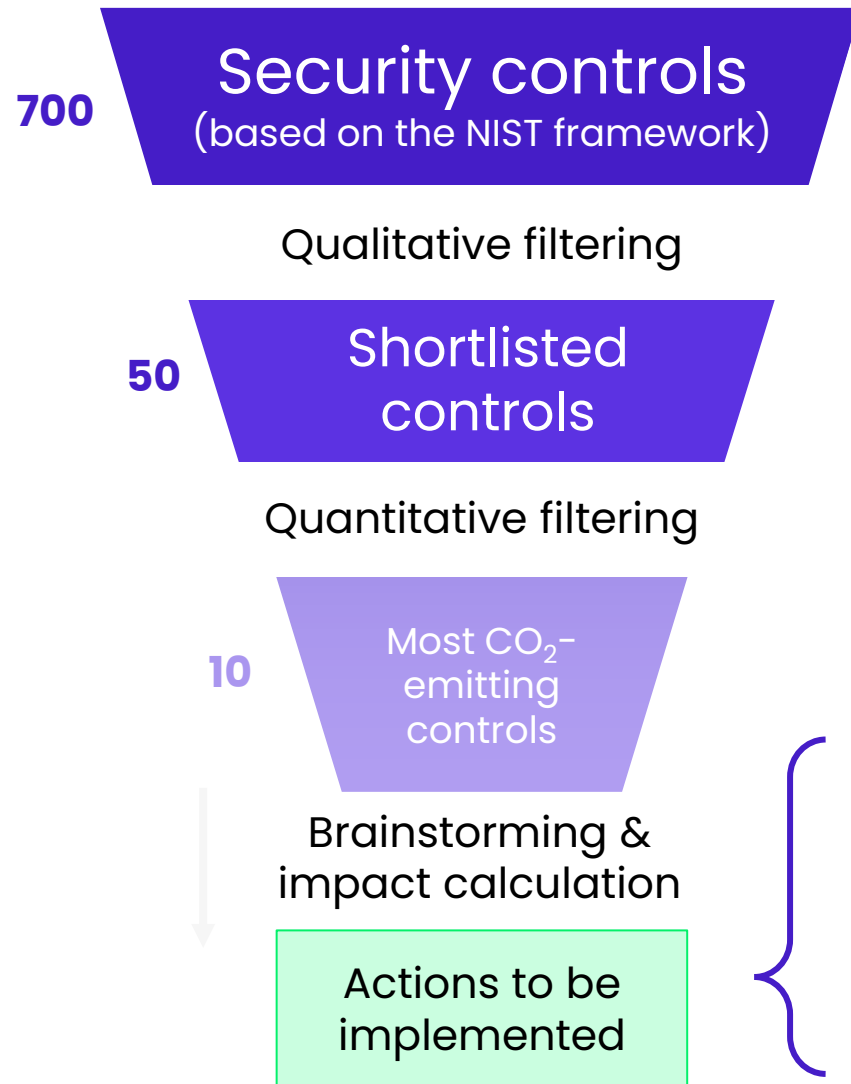 700
Security controls
(based on the NIST framework)
Qualitative filtering
50
Shortlisted
controls
Quantitative filtering
10
Most CO₂-
emitting
controls
Brainstorming &
impact calculation
Actions to be
implemented